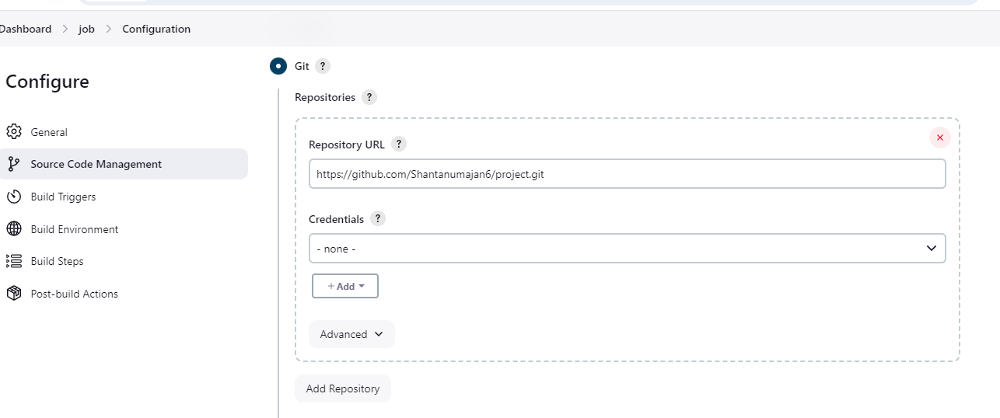 Dashboard > job > Configuration
Configure
General
Source Code Management
Build Triggers
Build Environment
Build Steps
Post-build Actions
Git ?
Repositories ?
Repository URL ?
https://github.com/Shantanumajan6/project.git
Credentials ?
- none -
+ Add
Advanced
Add Repository